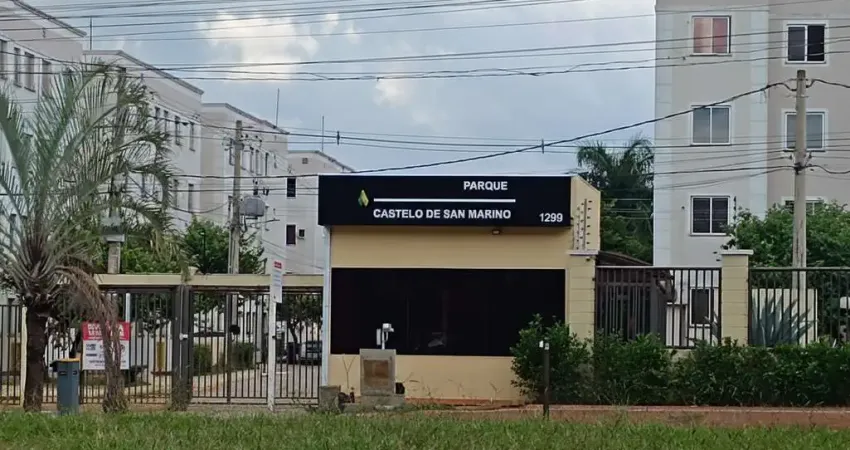 PARQUE
CASTELO DE SAN MARINO
1299